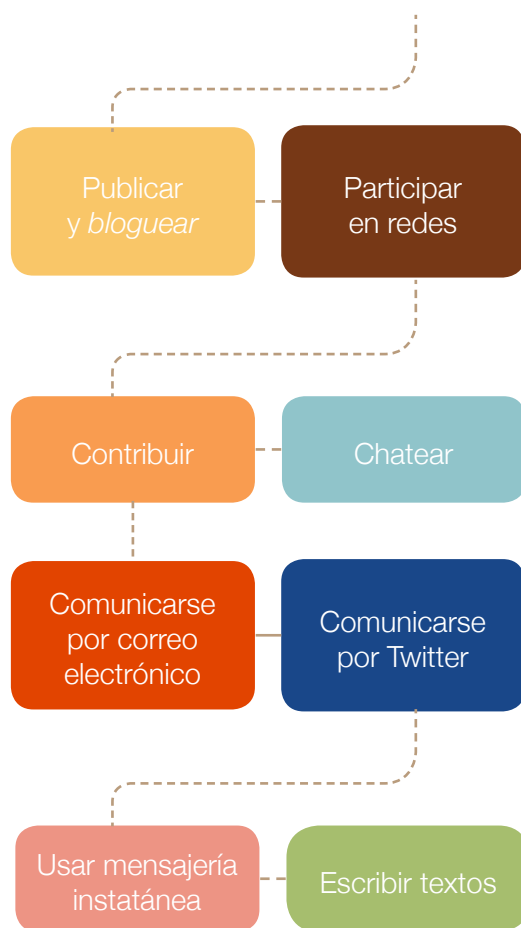 Publicar
y bloguear
Participar
en redes
Contribuir
Chatear
Comunicarse
por correo
electrónico
Comunicarse
por Twitter
Usar mensajería
instatánea
Escribir textos